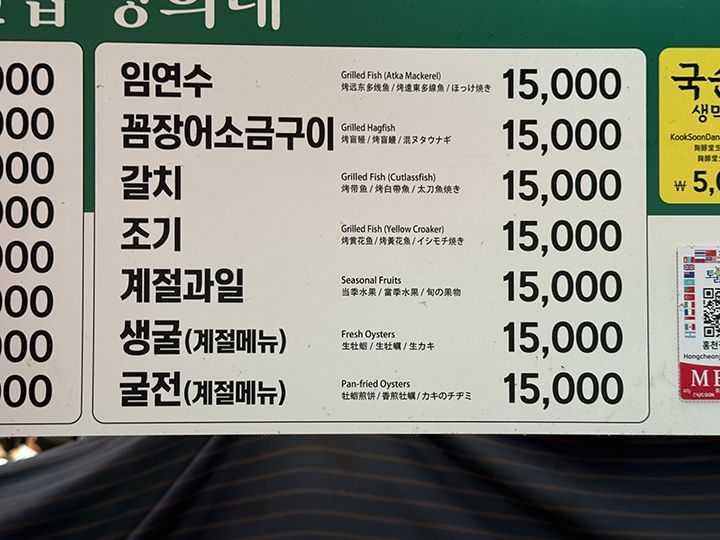 000
000
000
000
000
000
000
000
임연수
Grilled Fish (Atka Mackerel)
烤远东多线鱼 / 烤遠東多線魚 / ほっけ焼き
15,000
꼼장어소금구이
Grilled Hagfish
烤盲鳗 / 烤盲鰻 / 混ヌタウナギ
15,000
갈치
Grilled Fish (Cutlassfish)
烤带鱼 / 烤白帶魚 / 太刀魚焼き
15,000
조기
Grilled Fish (Yellow Croaker)
烤黄花鱼 / 烤黃花魚 / イシモチ焼き
15,000
계절과일
Seasonal Fruits
当季水果 / 當季水果 / 旬の果物
15,000
생굴(계절메뉴)
Fresh Oysters
生牡蛎 / 生牡蠣 / 生カキ
15,000
굴전(계절메뉴)
Pan-fried Oysters
牡蛎煎饼 / 香煎牡蠣 / カキのチヂミ
15,000
국순
생막
KookSoonDan
₩ 5,0
홍천
Hongcheon
ME